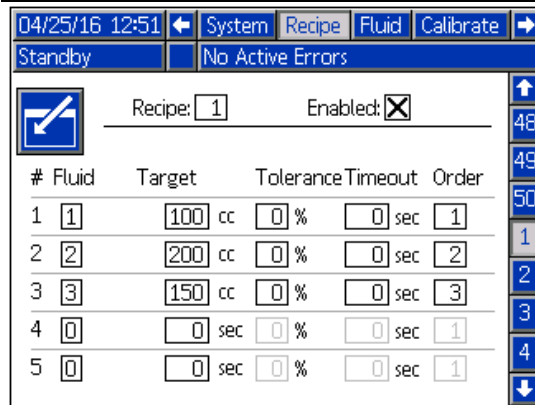 04/25/16 12:51 System Recipe Fluid Calibrate
Standby No Active Errors
Recipe: 1 Enabled:
# Fluid Target Tolerance Timeout Order
1 1 100 cc 0 % 0 sec 1
2 2 200 cc 0 % 0 sec 2
3 3 150 cc 0 % 0 sec 3
4 0 0 sec 0 % 0 sec 1
5 0 0 sec 0 % 0 sec 1
48
49
50
1
2
3
4